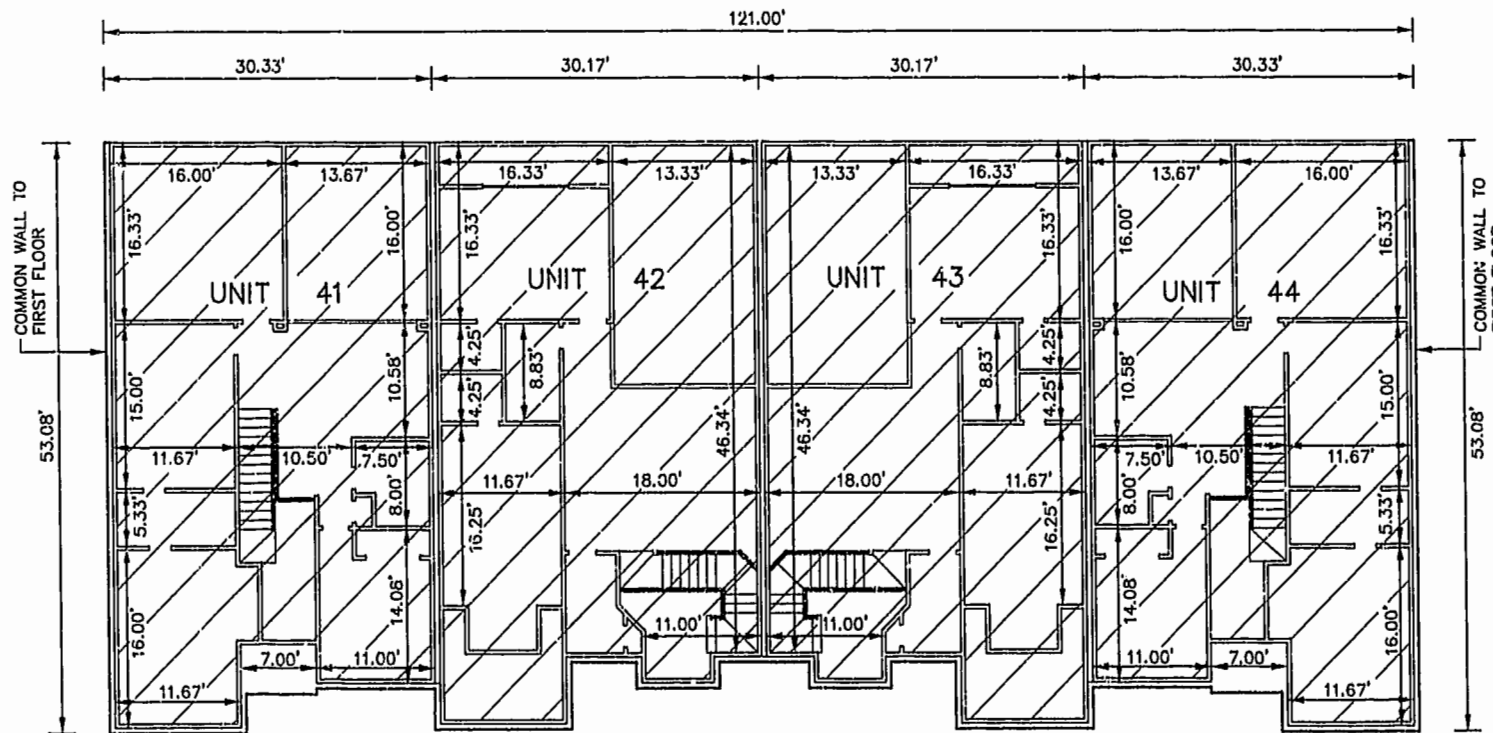 121.00'
30.33' 30.17' 30.17' 30.33'
16.00' 13.67' 16.33' 13.33' 13.33' 16.33' 13.67' 16.00'
16.33' 16.00' 16.33' 16.33' 16.00' 16.33'
COMMON WALL TO
FIRST FLOOR
UNIT 41 UNIT 42 UNIT 43 UNIT 44
COMMON WALL TO
53.08' 15.00' 10.58' 4.25' 8.83' 8.83' 4.25' 10.58' 15.00' 53.08'
4.25' 46.34' 46.34' 4.25'
11.67' 10.50' 7.50' 7.50' 10.50' 11.67'
11.67' 18.00' 18.00' 11.67'
5.33' 8.00' 16.25' 16.25' 8.00' 5.33'
16.00' 14.08' 14.08' 16.00'
11.00' 11.00'
7.00' 11.00' 11.00' 7.00'
11.67' 11.67'